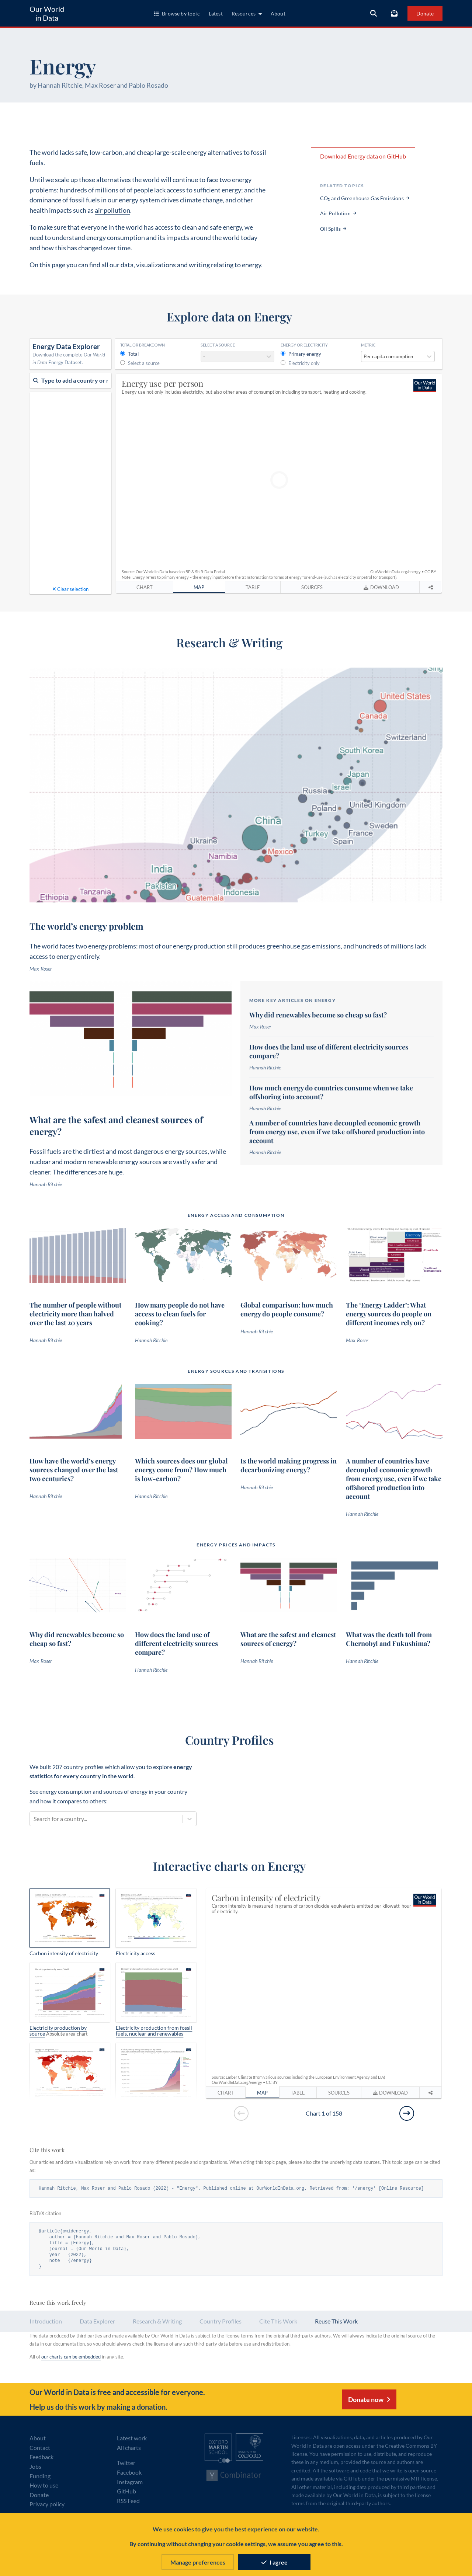 Our World
in Data
Browse by topic
Latest
Resources
About
Donate
Energy
by Hannah Ritchie, Max Roser and Pablo Rosado
The world lacks safe, low-carbon, and cheap large-scale energy alternatives to fossil
fuels.
Until we scale up those alternatives the world will continue to face two energy
problems: hundreds of millions of people lack access to sufficient energy; and the
dominance of fossil fuels in our energy system drives climate change, and other
health impacts such as air pollution.
To make sure everyone has access to clean and safe energy, we
need to understand energy consumption and its impacts around the world today
and how this has changed over time.
On this page you can find all our data, visualizations and writing relating to energy.
Download Energy data on GitHub
RELATED TOPICS
CO₂ and Greenhouse Gas Emissions →
Air Pollution →
Oil Spills →
Explore data on Energy
Energy Data Explorer
Download the complete Our World
in Data Energy Dataset.
Type to add a country or r
Clear selection
TOTAL OR BREAKDOWN
Total
Select a source
SELECT A SOURCE
ENERGY OR ELECTRICITY
Primary energy
Electricity only
METRIC
Per capita consumption
Energy use per person
Energy use not only includes electricity, but also other areas of consumption including transport, heating and cooking.
Our World
in Data
Source: Our World in Data based on BP & Shift Data Portal
OurWorldInData.org/energy • CC BY
Note: Energy refers to primary energy – the energy input before the transformation to forms of energy for end-use (such as electricity or petrol for transport).
CHART
MAP
TABLE
SOURCES
DOWNLOAD
Research & Writing
United States
Canada
Switzerland
South Korea
Japan
Israel
Russia
Poland
United Kingdom
China
Sweden
France
Turkey
Spain
Ukraine
Namibia
Mexico
India
Pakistan
Indonesia
Tanzania
Ethiopia
Guatemala
The world's energy problem
The world faces two energy problems: most of our energy production still produces greenhouse gas emissions, and hundreds of millions lack
access to energy entirely.
Max Roser
What are the safest and cleanest sources of
energy?
Fossil fuels are the dirtiest and most dangerous energy sources, while
nuclear and modern renewable energy sources are vastly safer and
cleaner. The differences are huge.
Hannah Ritchie
MORE KEY ARTICLES ON ENERGY
Why did renewables become so cheap so fast?
Max Roser
How does the land use of different electricity sources
compare?
Hannah Ritchie
How much energy do countries consume when we take
offshoring into account?
Hannah Ritchie
A number of countries have decoupled economic growth
from energy use, even if we take offshored production into
account
Hannah Ritchie
ENERGY ACCESS AND CONSUMPTION
The number of people without
electricity more than halved
over the last 20 years
Hannah Ritchie
How many people do not have
access to clean fuels for
cooking?
Hannah Ritchie
Global comparison: how much
energy do people consume?
Hannah Ritchie
The 'Energy Ladder': What
energy sources do people on
different incomes rely on?
Max Roser
ENERGY SOURCES AND TRANSITIONS
How have the world's energy
sources changed over the last
two centuries?
Hannah Ritchie
Which sources does our global
energy come from? How much
is low-carbon?
Hannah Ritchie
Is the world making progress in
decarbonizing energy?
Hannah Ritchie
A number of countries have
decoupled economic growth
from energy use, even if we take
offshored production into
account
Hannah Ritchie
ENERGY PRICES AND IMPACTS
Why did renewables become so
cheap so fast?
Max Roser
How does the land use of
different electricity sources
compare?
Hannah Ritchie
What are the safest and cleanest
sources of energy?
Hannah Ritchie
What was the death toll from
Chernobyl and Fukushima?
Hannah Ritchie
Country Profiles
We built 207 country profiles which allow you to explore energy
statistics for every country in the world.
See energy consumption and sources of energy in your country
and how it compares to others:
Search for a country...
Interactive charts on Energy
Carbon intensity of electricity
Electricity access
Electricity production by
source Absolute area chart
Electricity production from fossil
fuels, nuclear and renewables
Carbon intensity of electricity
Carbon intensity is measured in grams of carbon dioxide-equivalents emitted per kilowatt-hour
of electricity.
Our World
in Data
Source: Ember Climate (from various sources including the European Environment Agency and EIA)
OurWorldInData.org/energy • CC BY
CHART
MAP
TABLE
SOURCES
DOWNLOAD
Chart 1 of 158
Cite this work
Our articles and data visualizations rely on work from many different people and organizations. When citing this topic page, please also cite the underlying data sources. This topic page can be cited
as:
Hannah Ritchie, Max Roser and Pablo Rosado (2022) - "Energy". Published online at OurWorldInData.org. Retrieved from: '/energy' [Online Resource]
BibTeX citation
@article{owidenergy,
author = {Hannah Ritchie and Max Roser and Pablo Rosado},
title = {Energy},
journal = {Our World in Data},
year = {2022},
note = {/energy}
}
Reuse this work freely
Introduction
Data Explorer
Research & Writing
Country Profiles
Cite This Work
Reuse This Work
The data produced by third parties and made available by Our World in Data is subject to the license terms from the original third-party authors. We will always indicate the original source of the
data in our documentation, so you should always check the license of any such third-party data before use and redistribution.
All of our charts can be embedded in any site.
Our World in Data is free and accessible for everyone.
Help us do this work by making a donation.
Donate now
About
Contact
Feedback
Jobs
Funding
How to use
Donate
Privacy policy
Latest work
All charts
Twitter
Facebook
Instagram
GitHub
RSS Feed
OXFORD
MARTIN
SCHOOL
UNIVERSITY OF
OXFORD
Y Combinator
Licenses: All visualizations, data, and articles produced by Our
World in Data are open access under the Creative Commons BY
license. You have permission to use, distribute, and reproduce
these in any medium, provided the source and authors are
credited. All the software and code that we write is open source
and made available via GitHub under the permissive MIT license.
All other material, including data produced by third parties and
made available by Our World in Data, is subject to the license
terms from the original third-party authors.
We use cookies to give you the best experience on our website.
By continuing without changing your cookie settings, we assume you agree to this.
Manage preferences
I agree